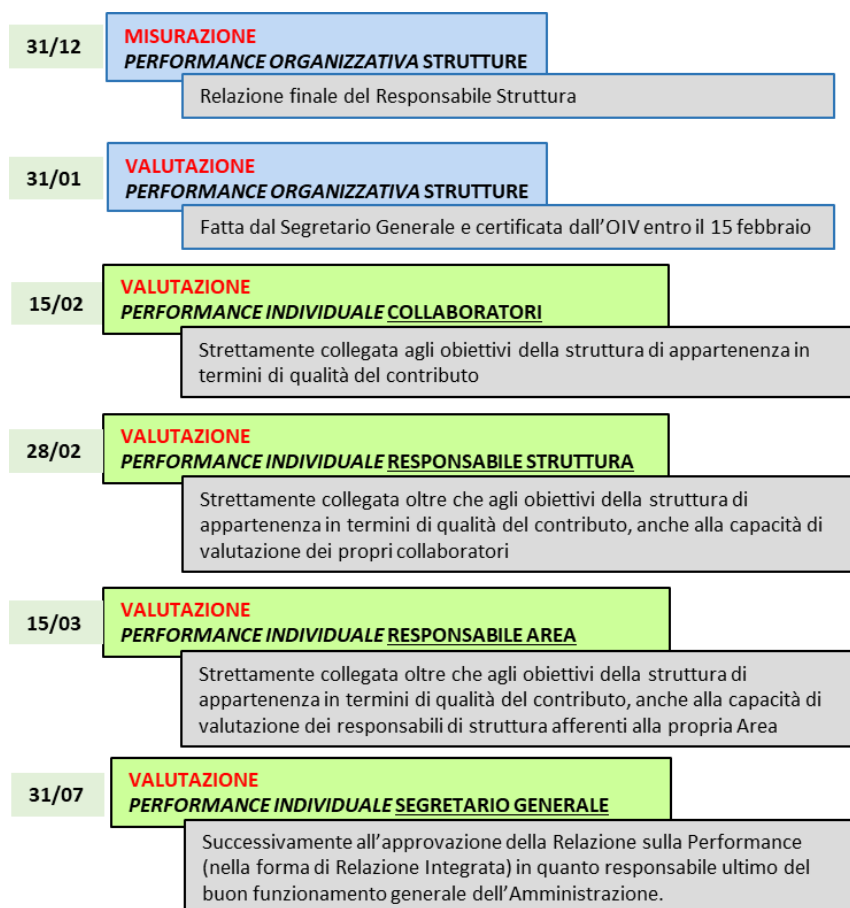 31/12
MISURAZIONE
PERFORMANCE ORGANIZZATIVA STRUTTURE
Relazione finale del Responsabile Struttura
31/01
VALUTAZIONE
PERFORMANCE ORGANIZZATIVA STRUTTURE
Fatta dal Segretario Generale e certificata dall’OIV entro il 15 febbraio
15/02
VALUTAZIONE
PERFORMANCE INDIVIDUALE COLLABORATORI
Strettamente collegata agli obiettivi della struttura di appartenenza in
termini di qualità del contributo
28/02
VALUTAZIONE
PERFORMANCE INDIVIDUALE RESPONSABILE STRUTTURA
Strettamente collegata oltre che agli obiettivi della struttura di
appartenenza in termini di qualità del contributo, anche alla capacità di
valutazione dei propri collaboratori
15/03
VALUTAZIONE
PERFORMANCE INDIVIDUALE RESPONSABILE AREA
Strettamente collegata oltre che agli obiettivi della struttura di
appartenenza in termini di qualità del contributo, anche alla capacità di
valutazione dei responsabili di struttura afferenti alla propria Area
31/07
VALUTAZIONE
PERFORMANCE INDIVIDUALE SEGRETARIO GENERALE
Successivamente all’approvazione della Relazione sulla Performance
(nella forma di Relazione Integrata) in quanto responsabile ultimo del
buon funzionamento generale dell’Amministrazione.